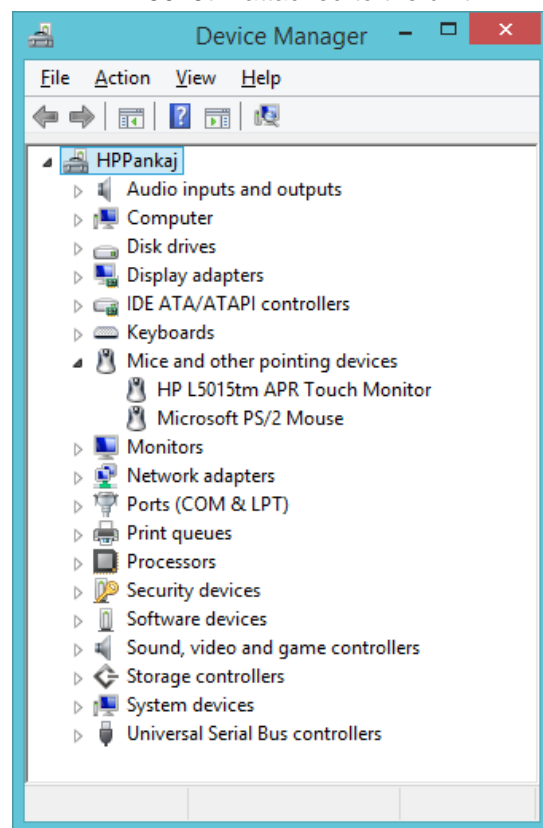 Device Manager
File Action View Help
HPPankaj
Audio inputs and outputs
Computer
Disk drives
Display adapters
IDE ATA/ATAPI controllers
Keyboards
Mice and other pointing devices
HP L5015tm APR Touch Monitor
Microsoft PS/2 Mouse
Monitors
Network adapters
Ports (COM & LPT)
Print queues
Processors
Security devices
Software devices
Sound, video and game controllers
Storage controllers
System devices
Universal Serial Bus controllers